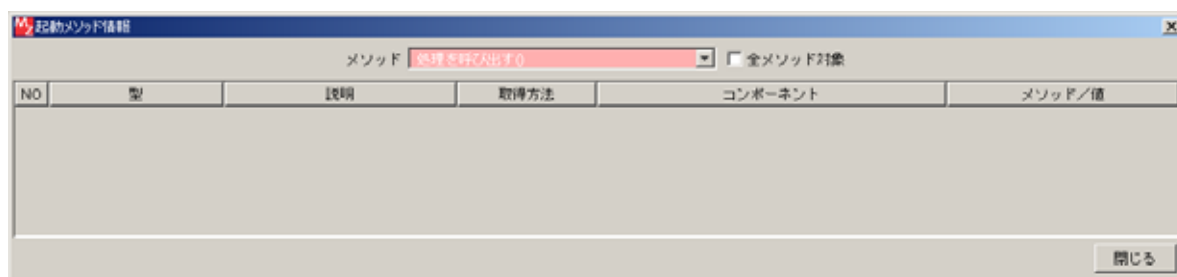 起動メソッド情報
メソッド 処理を呼び出す() 全メソッド対象
NO 型 説明 取得方法 コンポーネント メソッド/値
閉じる